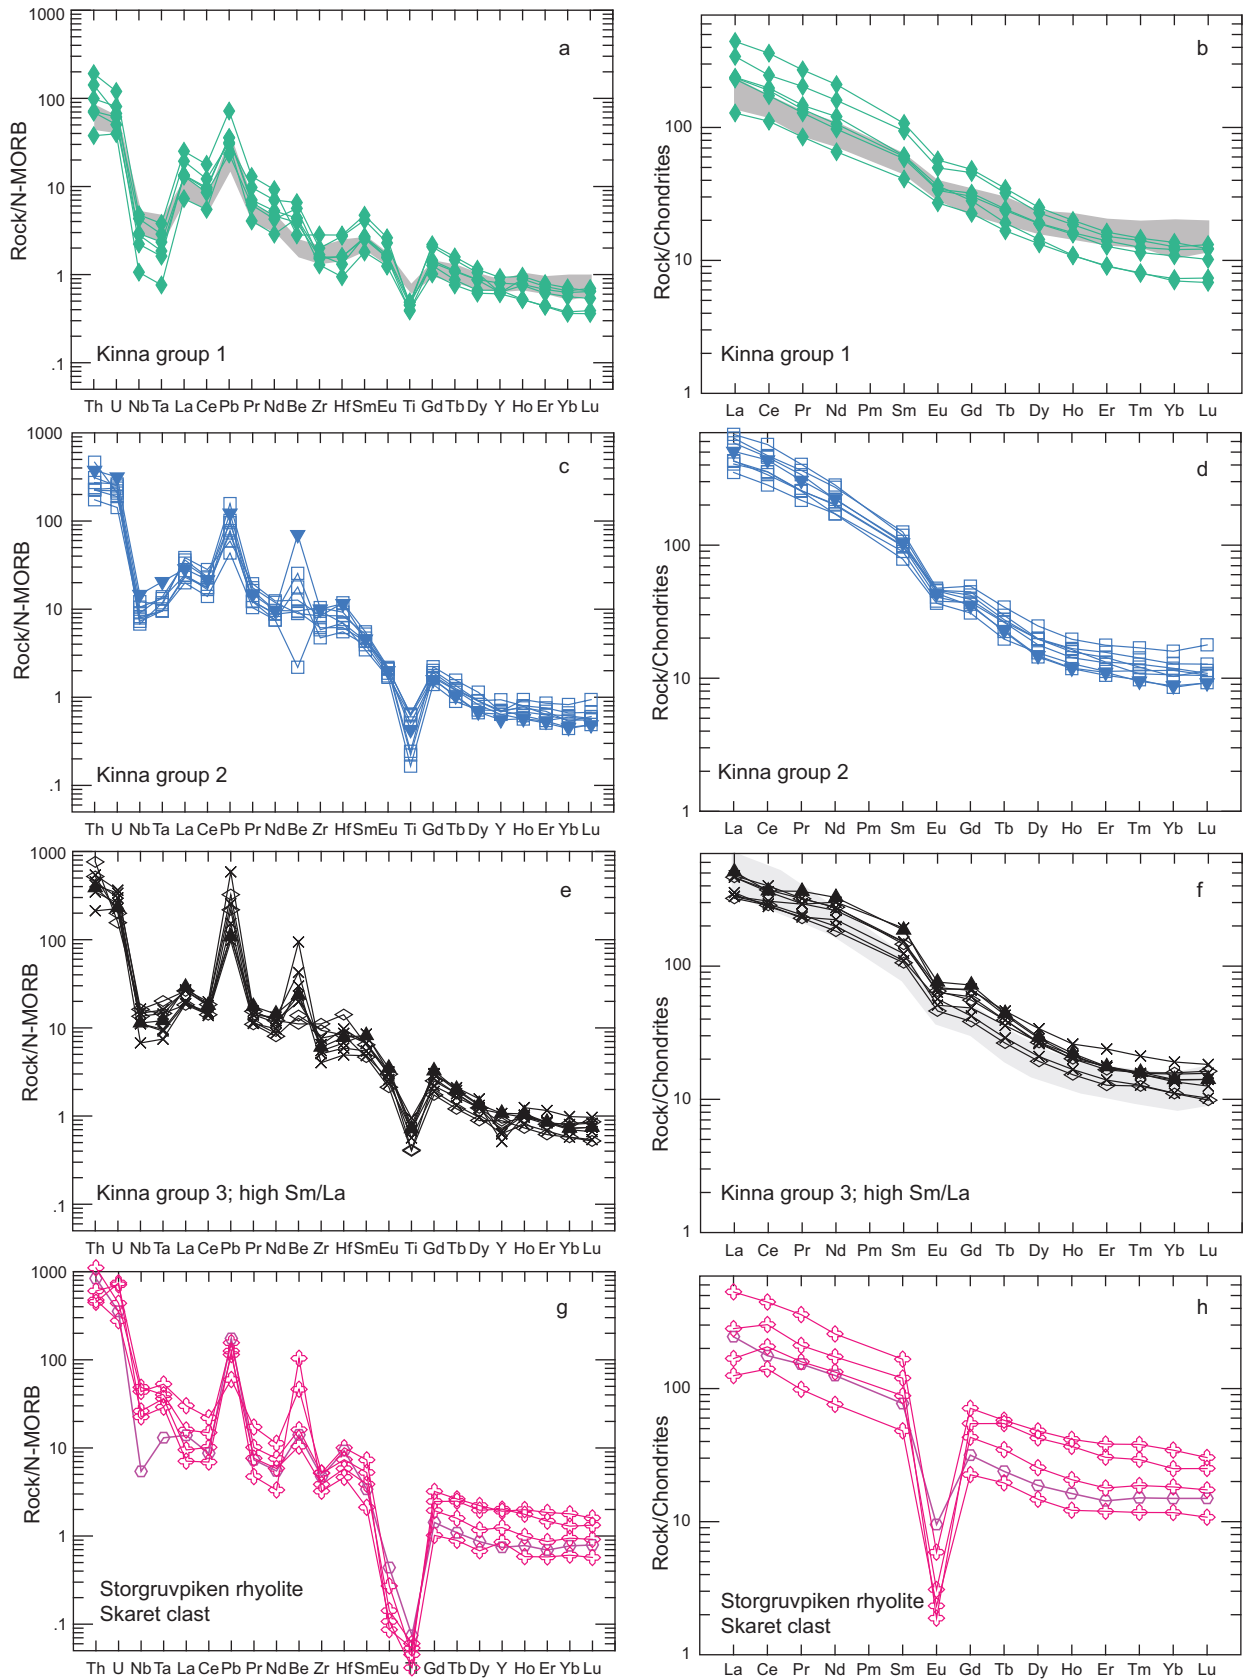 1000
100
10
1
.1
Rock/N-MORB
a
Kinna group 1
Th U Nb Ta La Ce Pb Pr Nd Be Zr Hf Sm Eu Ti Gd Tb Dy Y Ho Er Yb Lu
100
10
1
Rock/Chondrites
b
Kinna group 1
La Ce Pr Nd Pm Sm Eu Gd Tb Dy Ho Er Tm Yb Lu
1000
100
10
1
.1
Rock/N-MORB
c
Kinna group 2
Th U Nb Ta La Ce Pb Pr Nd Be Zr Hf Sm Eu Ti Gd Tb Dy Y Ho Er Yb Lu
100
10
1
Rock/Chondrites
d
Kinna group 2
La Ce Pr Nd Pm Sm Eu Gd Tb Dy Ho Er Tm Yb Lu
1000
100
10
1
.1
Rock/N-MORB
e
Kinna group 3; high Sm/La
Th U Nb Ta La Ce Pb Pr Nd Be Zr Hf Sm Eu Ti Gd Tb Dy Y Ho Er Yb Lu
100
10
1
Rock/Chondrites
f
Kinna group 3; high Sm/La
La Ce Pr Nd Pm Sm Eu Gd Tb Dy Ho Er Tm Yb Lu
1000
100
10
1
.1
Rock/N-MORB
g
Storgruvpiken rhyolite
Skaret clast
Th U Nb Ta La Ce Pb Pr Nd Be Zr Hf Sm Eu Ti Gd Tb Dy Y Ho Er Yb Lu
100
10
1
Rock/Chondrites
h
Storgruvpiken rhyolite
Skaret clast
La Ce Pr Nd Pm Sm Eu Gd Tb Dy Ho Er Tm Yb Lu